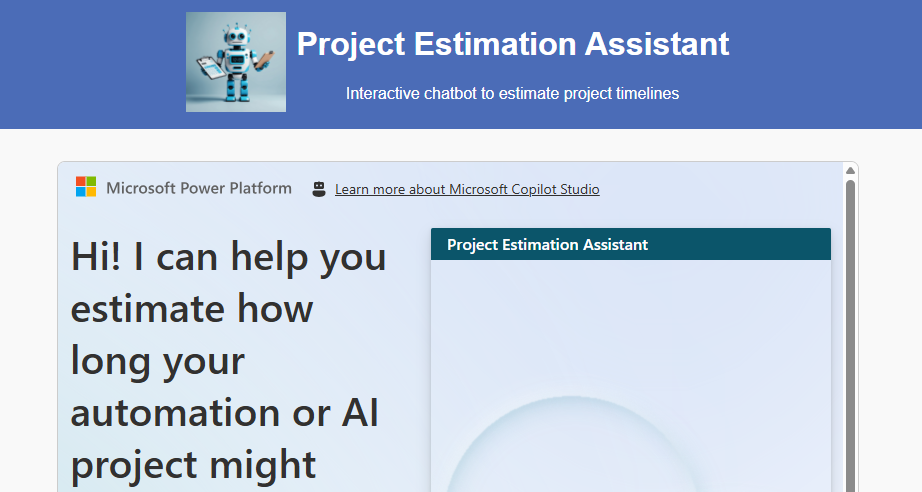 Project Estimation Assistant
Interactive chatbot to estimate project timelines
Microsoft Power Platform
Learn more about Microsoft Copilot Studio
Hi! I can help you
estimate how
long your
automation or AI
project might
Project Estimation Assistant